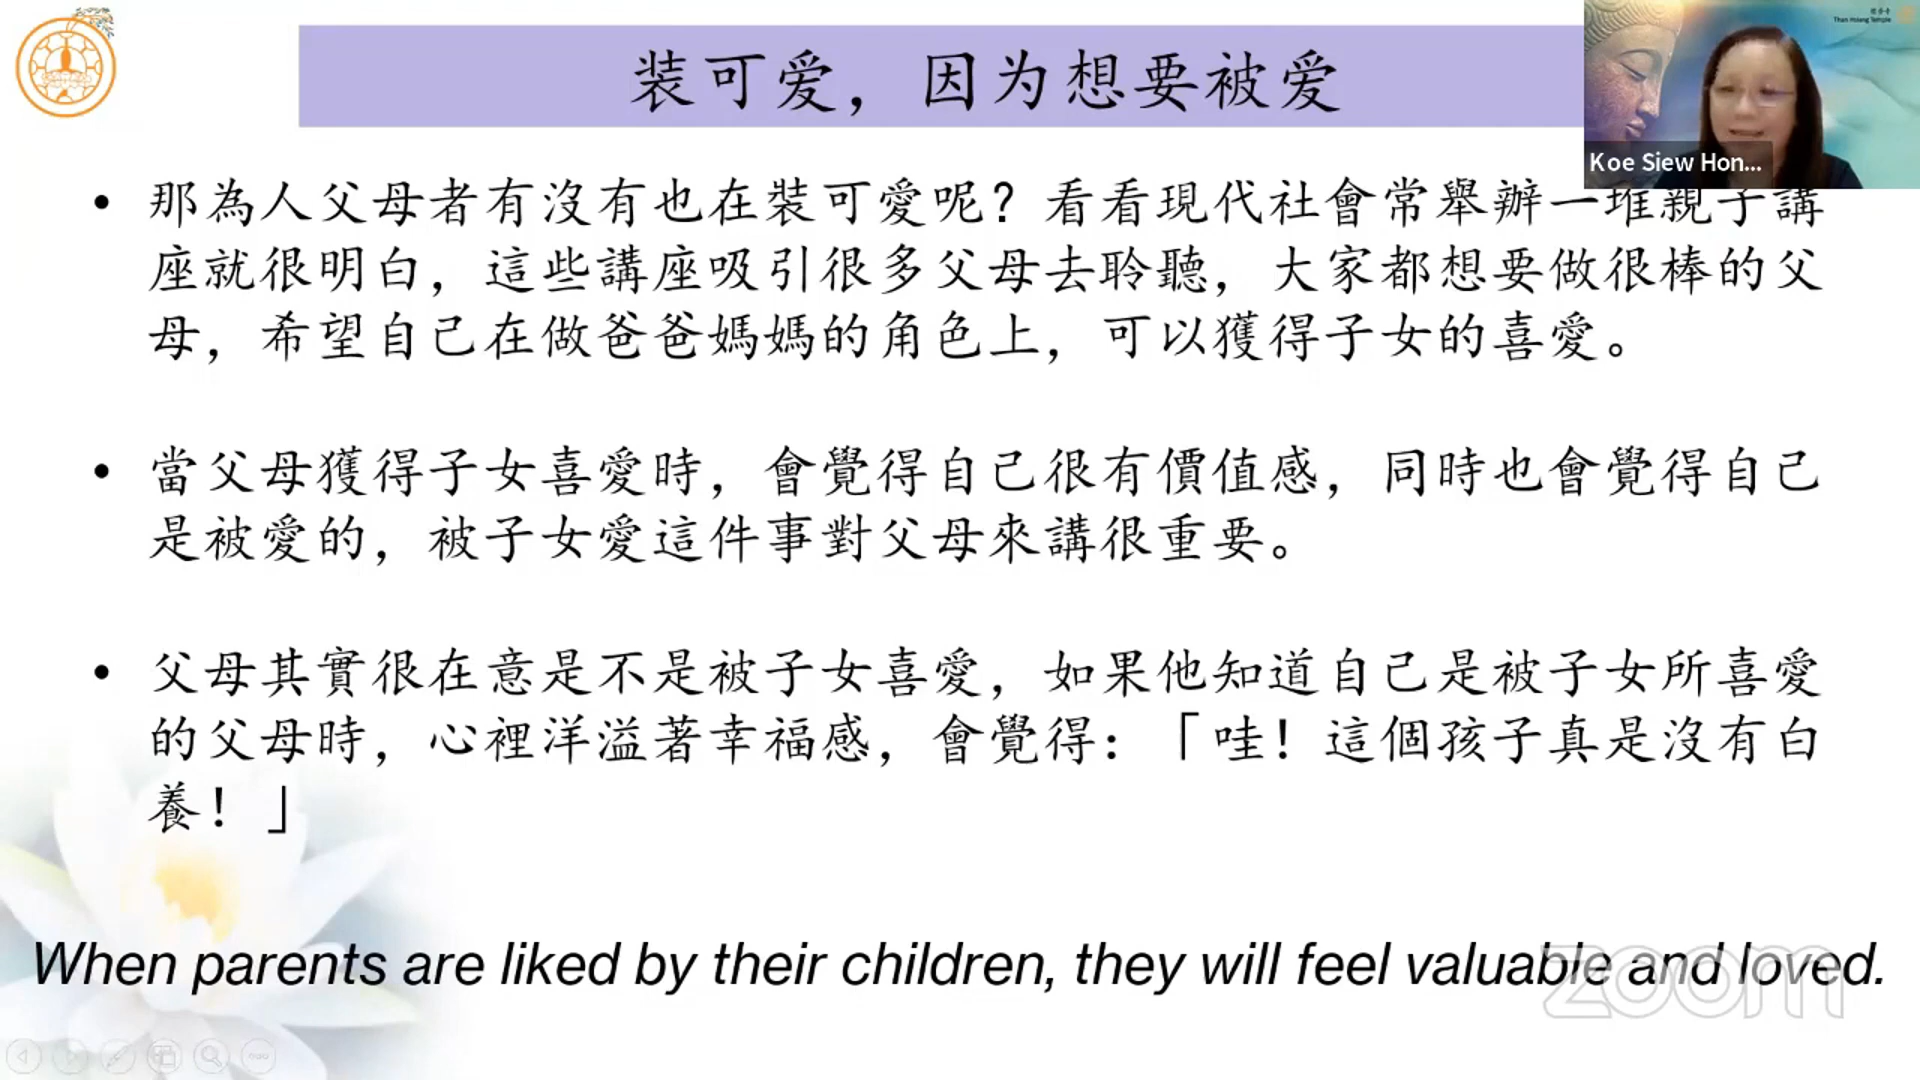 装可爱，因为想要被爱
Than Hsiang Temple
Koe Siew Hon...
• 那為人父母者有沒有也在裝可愛呢？看看現代社會常舉辦一堆親子講
座就很明白，這些講座吸引很多父母去聆聽，大家都想要做很棒的父
母，希望自己在做爸爸媽媽的角色上，可以獲得子女的喜愛。
• 當父母獲得子女喜愛時，會覺得自己很有價值感，同時也會覺得自己
是被愛的，被子女愛這件事對父母來講很重要。
• 父母其實很在意是不是被子女喜愛，如果他知道自己是被子女所喜愛
的父母時，心裡洋溢著幸福感，會覺得：「哇！這個孩子真是沒有白
養！」
When parents are liked by their children, they will feel valuable and loved.
zoom